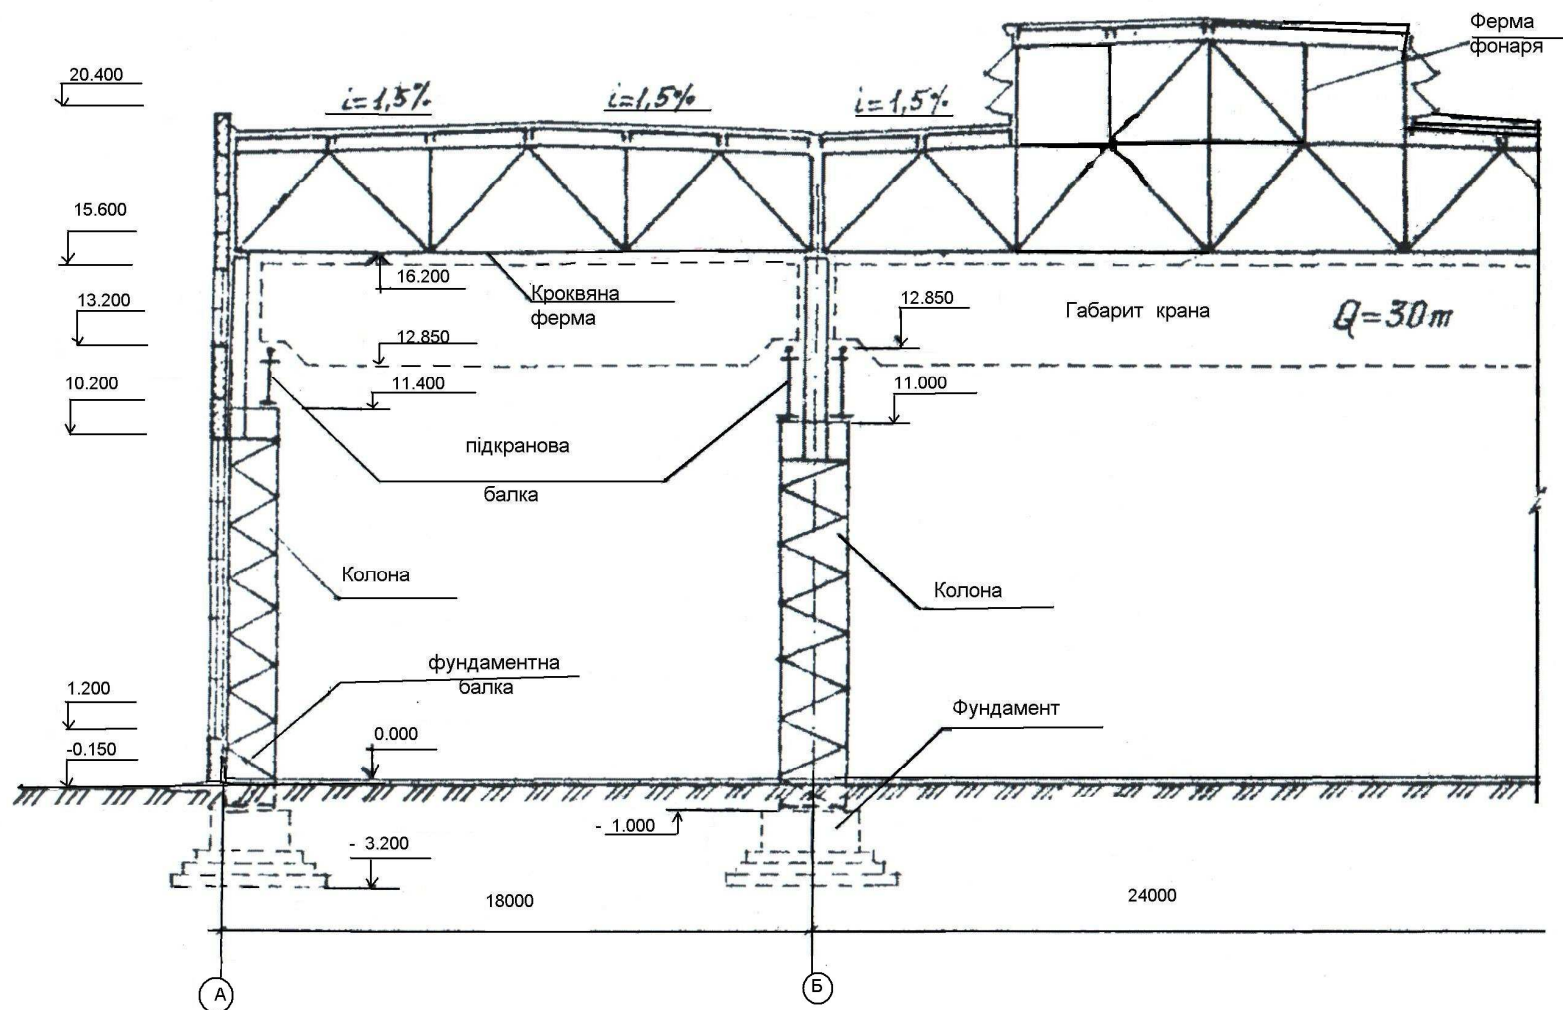 Ферма
фонаря
20.400
i=1,5%
i=1,5%
i=1,5%
15.600
16.200
Кроквяна
ферма
12.850
Габарит крана
Q=30т
13.200
12.850
10.200
11.400
11.000
підкранова
балка
Колона
Колона
фундаментна
балка
1.200
Фундамент
0.000
-0.150
- 1.000
- 3.200
18000
24000
А
Б